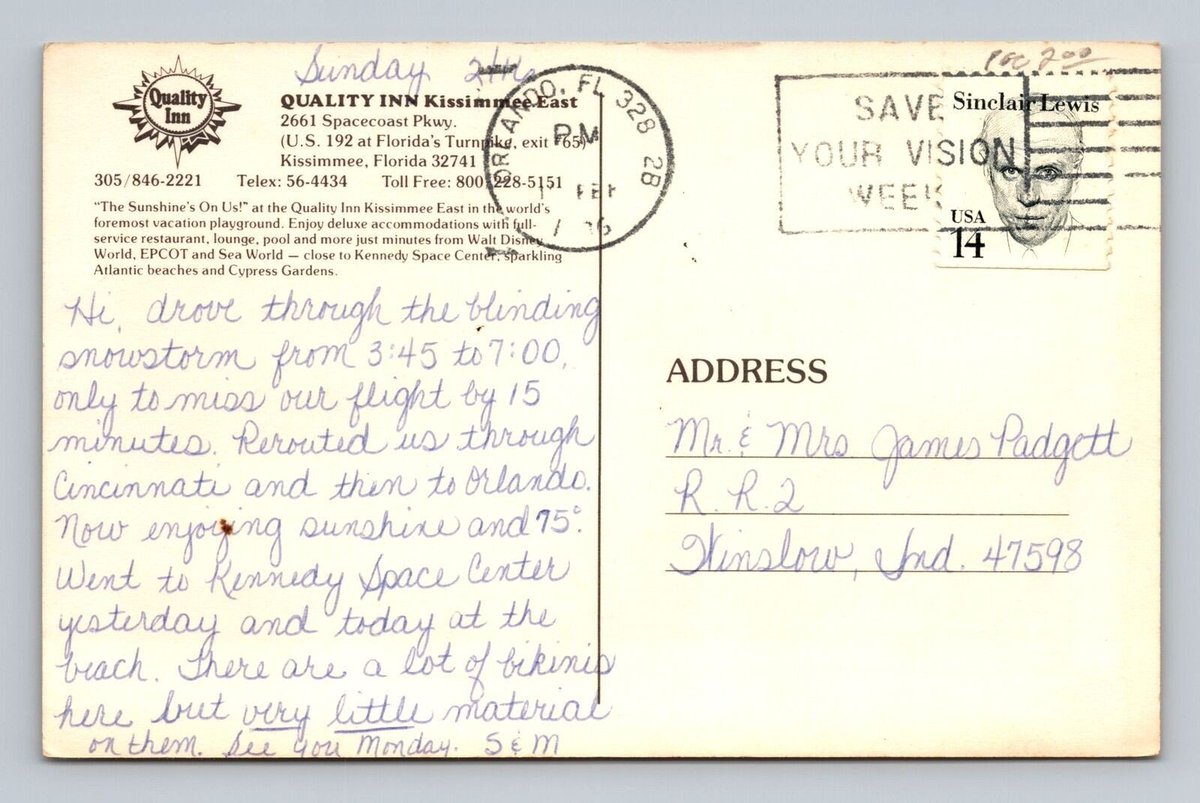 Sunday
Quality
Inn
QUALITY INN Kissimmee East
2661 Spacecoast Pkwy.
(U.S. 192 at Florida's Turnpike, exit 65)
Kissimmee, Florida 32741
305/846-2221 Telex: 56-4434 Toll Free: 800/228-5151
"The Sunshine's On Us!" at the Quality Inn Kissimmee East in the world's
foremost vacation playground. Enjoy deluxe accommodations with full-
service restaurant, lounge, pool and more just minutes from Walt Disney
World, EPCOT and Sea World — close to Kennedy Space Center, sparkling
Atlantic beaches and Cypress Gardens.
Hi, drove through the blinding
snowstorm from 3:45 to 7:00,
only to miss our flight by 15
minutes. Rerouted us through
Cincinnati and then to Orlando.
Now enjoying sunshine and 75°.
Went to Kennedy Space Center
yesterday and today at the
beach. There are a lot of bikinis
here but very little material
on them. See you Monday. S & M
ORLANDO, FL 328
PM
FEB
28
SAVE
YOUR VISION
WEEK
PSC 2.00
Sinclair Lewis
USA
14
ADDRESS
Mr. & Mrs James Padgett
R. R. 2
Winslow, Ind. 47598